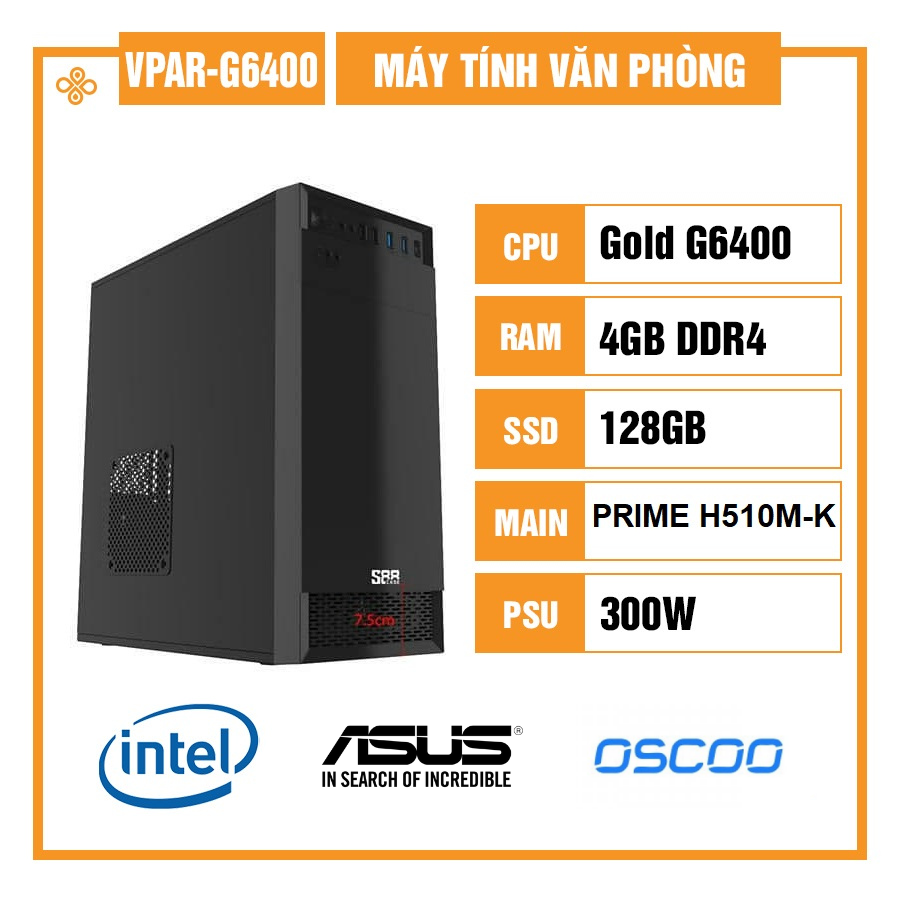 VPAR-G6400
MÁY TÍNH VĂN PHÒNG
CPU
Gold G6400
RAM
4GB DDR4
SSD
128GB
MAIN
PRIME H510M-K
PSU
300W
S88
7.5cm
intel
ASUS®
IN SEARCH OF INCREDIBLE
OSCOO